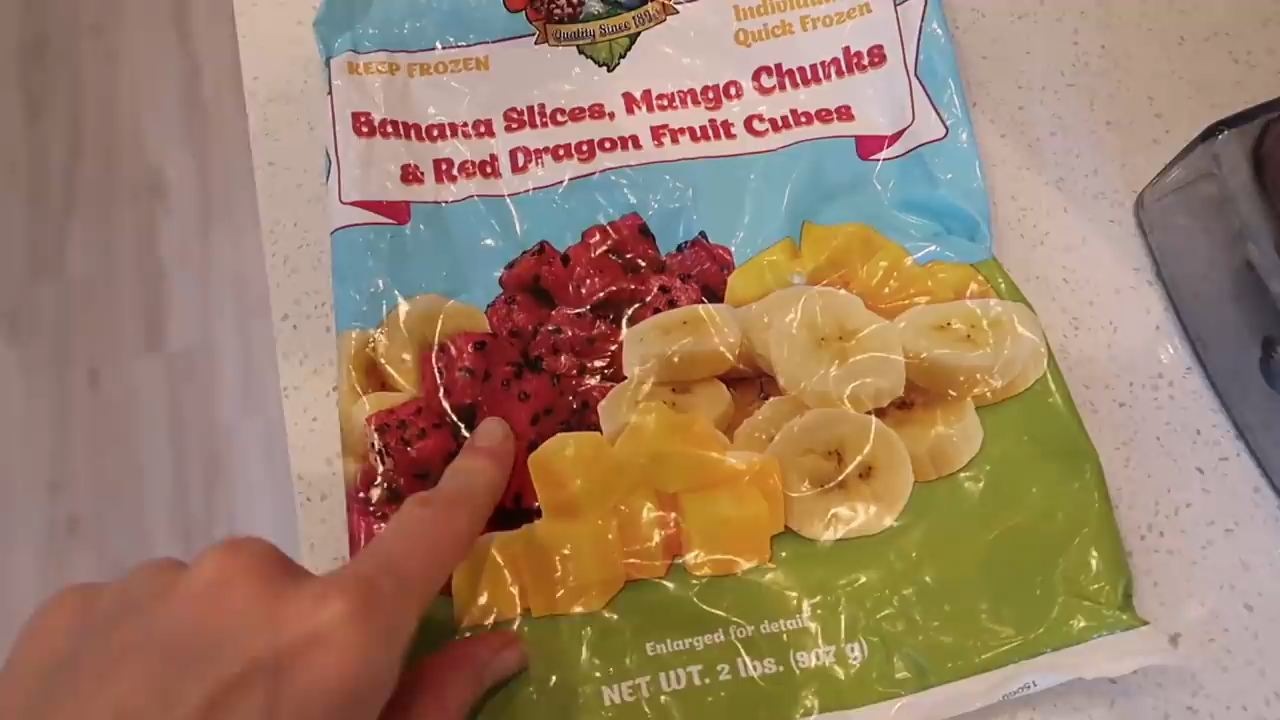 Quality Since 189
Quick Frozen
KEEP FROZEN
Banana Slices, Mango Chunks
& Red Dragon Fruit Cubes
Enlarged for detail
NET WT. 2 lbs. (907 g)